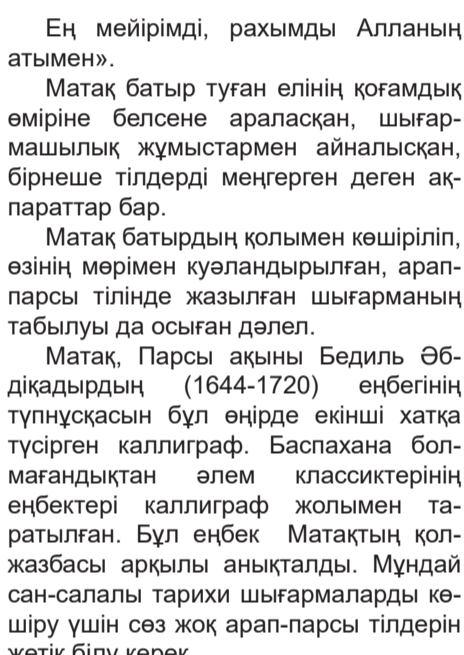 Ең мейірімді, рахымды Алланың
атымен».
Матақ батыр туған елінің қоғамдық
өміріне белсене араласқан, шығар-
машылық жұмыстармен айналысқан,
бірнеше тілдерді меңгерген деген ақ-
параттар бар.
Матақ батырдың қолымен көшіріліп,
өзінің мөрімен куәландырылған, арап-
парсы тілінде жазылған шығарманың
табылуы да осыған дәлел.
Матақ, Парсы ақыны Бедиль Әб-
діқадырдың (1644-1720) еңбегінің
түпнұсқасын бұл өңірде екінші хатқа
түсірген каллиграф. Баспахана бол-
мағандықтан әлем классиктерінің
еңбектері каллиграф жолымен та-
ратылған. Бұл еңбек Матақтың қол-
жазбасы арқылы анықталды. Мұндай
сан-салалы тарихи шығармаларды кө-
шіру үшін сөз жоқ арап-парсы тілдерін
жетік білу керек